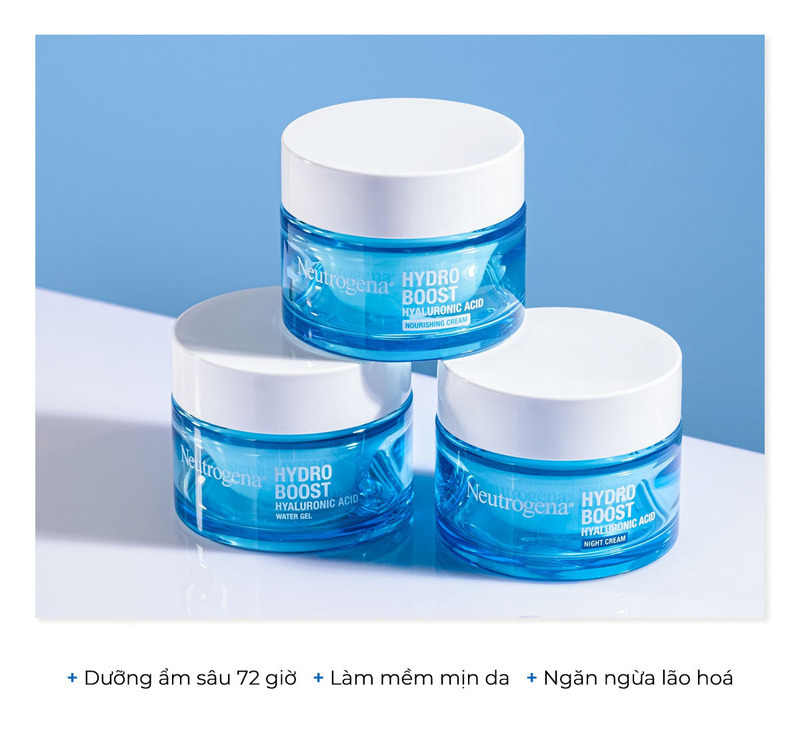 Neutrogena®
HYDRO
BOOST
HYALURONIC ACID
NOURISHING CREAM
Neutrogena®
HYDRO
BOOST
HYALURONIC ACID
WATER GEL
Neutrogena®
HYDRO
BOOST
HYALURONIC ACID
NIGHT CREAM
+ Dưỡng ẩm sâu 72 giờ + Làm mềm mịn da + Ngăn ngừa lão hoá